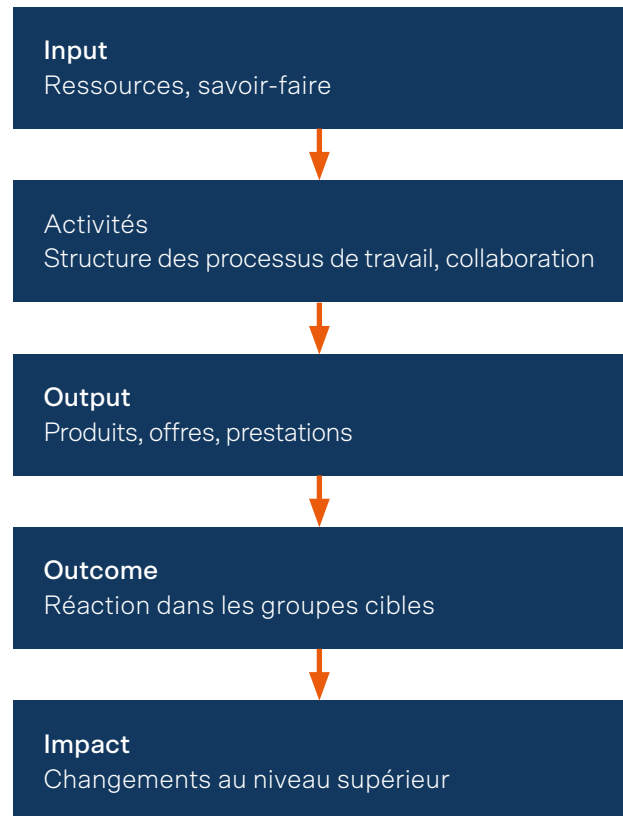 Input
Ressources, savoir-faire
Activités
Structure des processus de travail, collaboration
Output
Produits, offres, prestations
Outcome
Réaction dans les groupes cibles
Impact
Changements au niveau supérieur